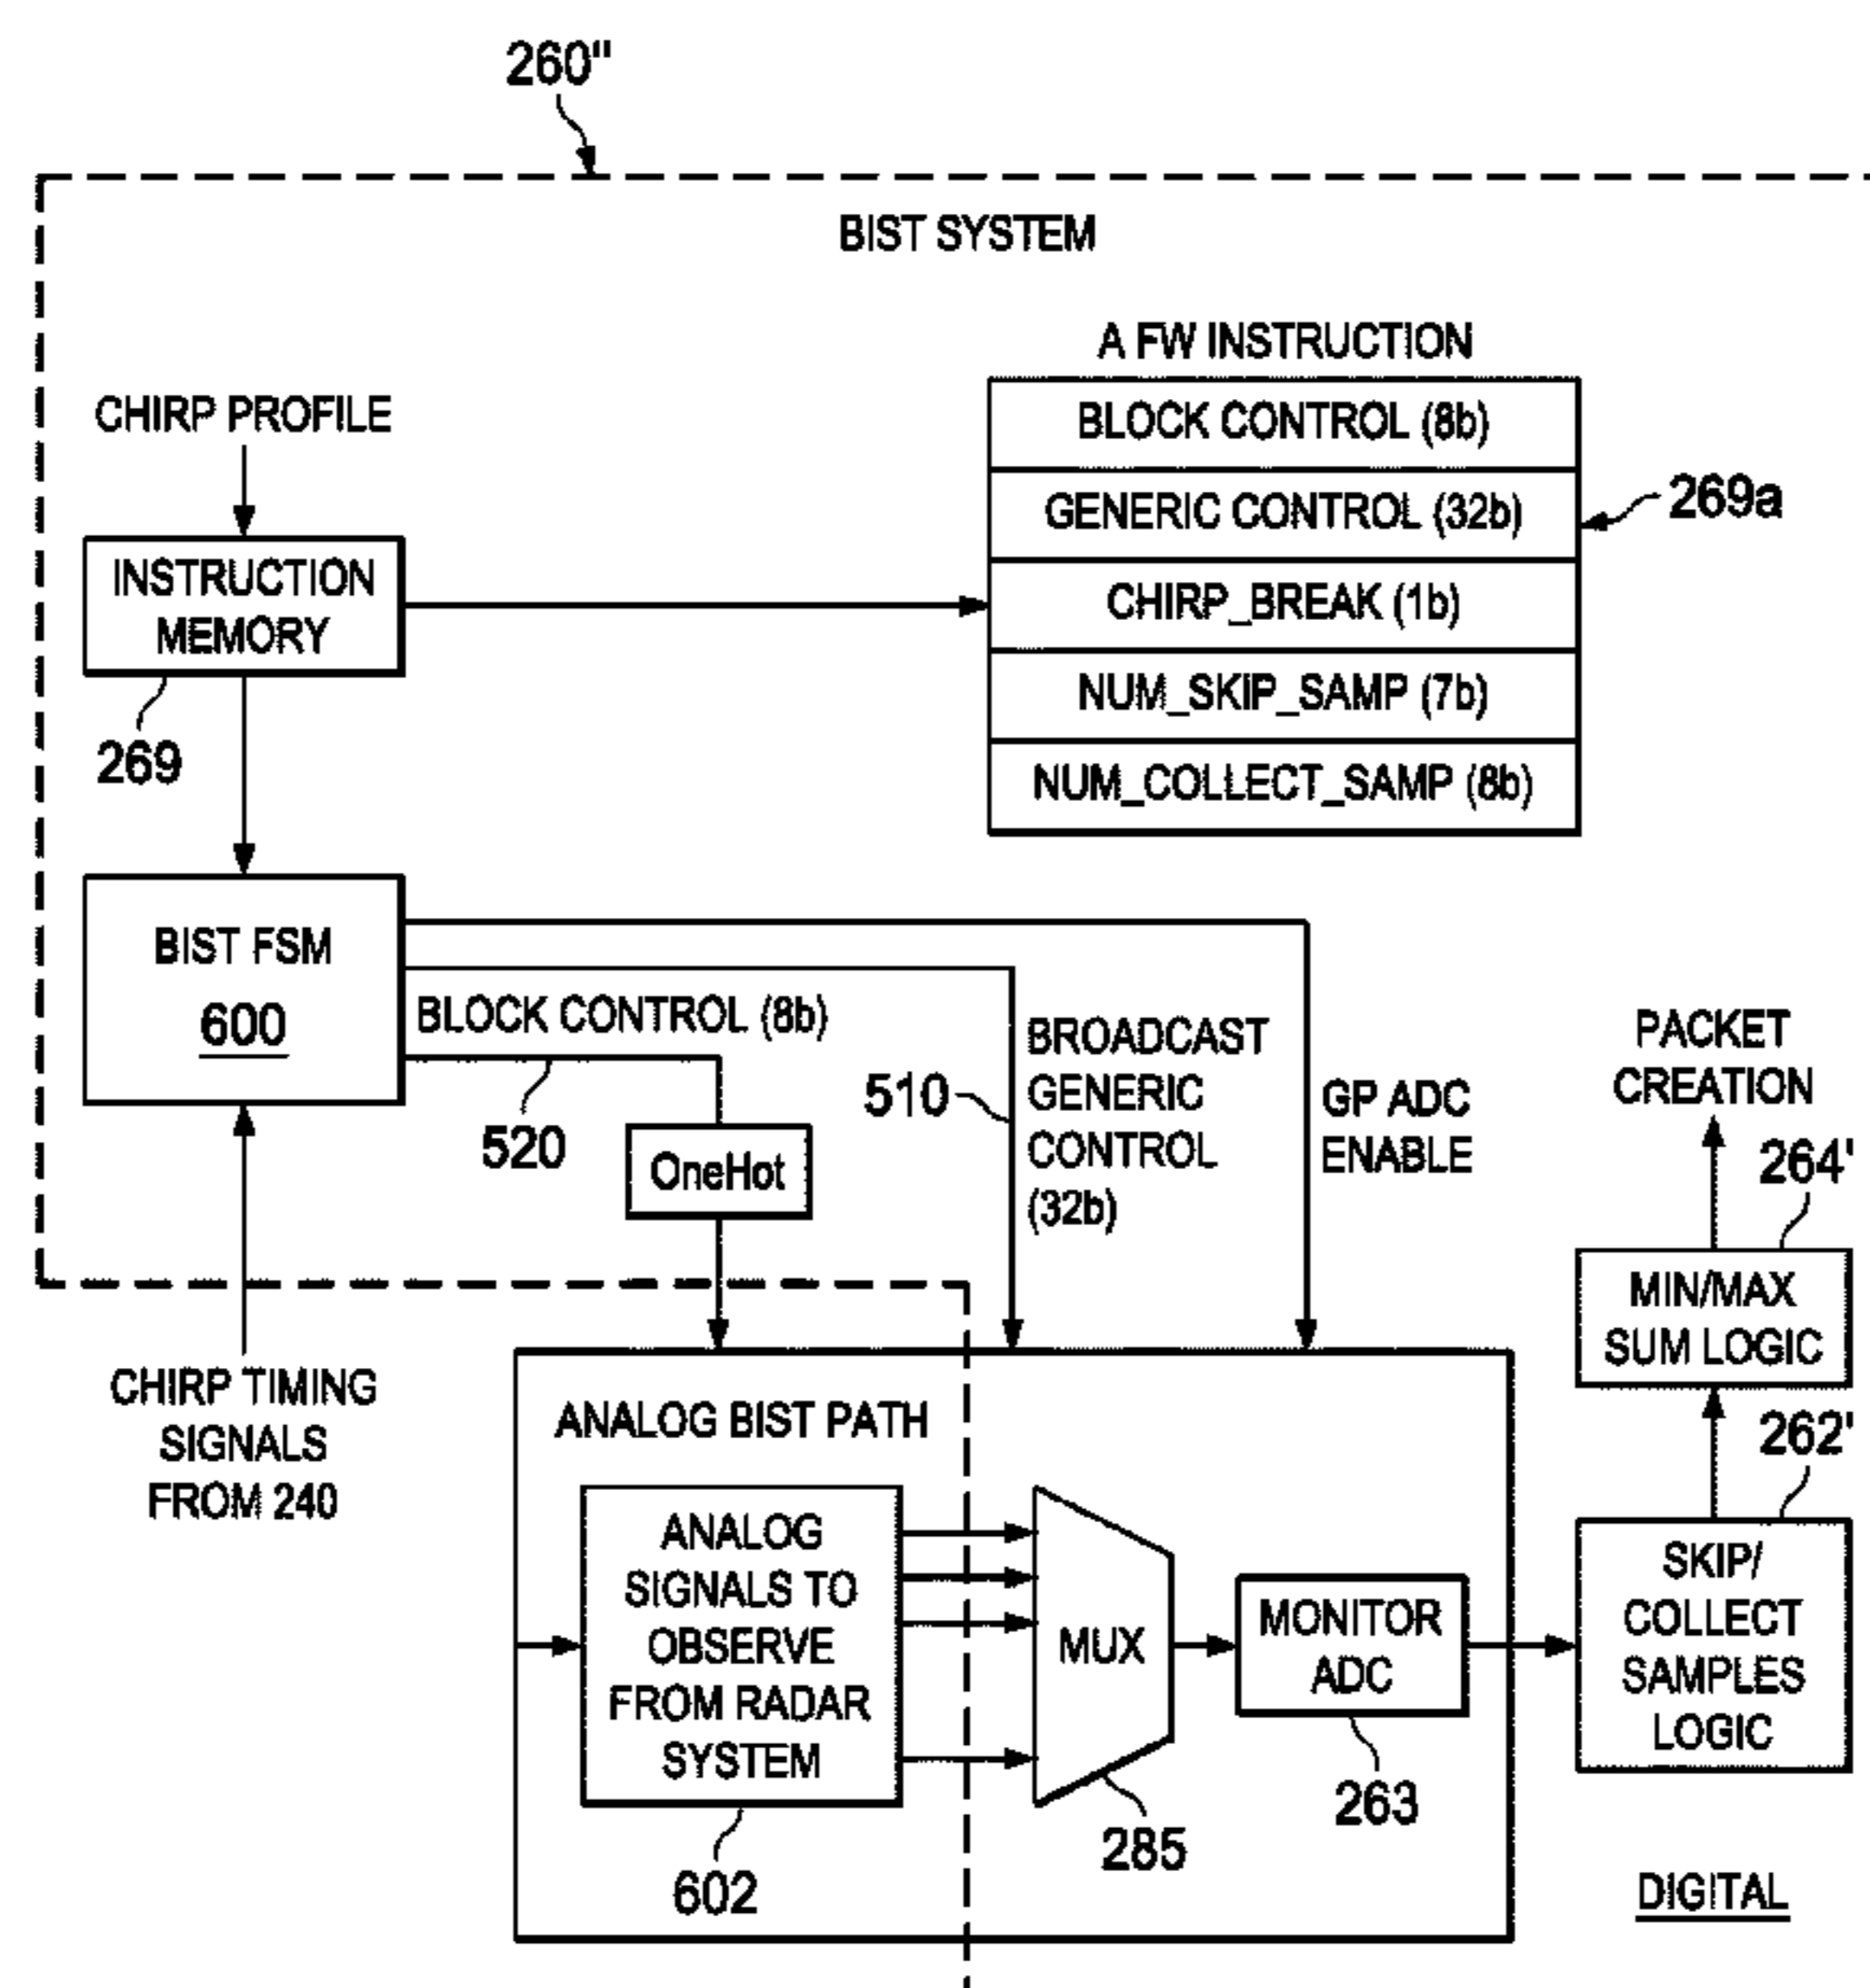 260"
BIST SYSTEM
A FW INSTRUCTION
CHIRP PROFILE
BLOCK CONTROL (8b)
GENERIC CONTROL (32b)
269a
INSTRUCTION
MEMORY
CHIRP_BREAK (1b)
NUM_SKIP_SAMP (7b)
269
NUM_COLLECT_SAMP (8b)
BIST FSM
600
BLOCK CONTROL (8b)
520
OneHot
510
BROADCAST
GENERIC
CONTROL
(32b)
GP ADC
ENABLE
PACKET
CREATION
264'
MIN/MAX
SUM LOGIC
CHIRP TIMING
SIGNALS
FROM 240
ANALOG BIST PATH
262'
ANALOG
SIGNALS TO
OBSERVE
FROM RADAR
SYSTEM
MUX
MONITOR
ADC
SKIP/
COLLECT
SAMPLES
LOGIC
263
285
602
DIGITAL